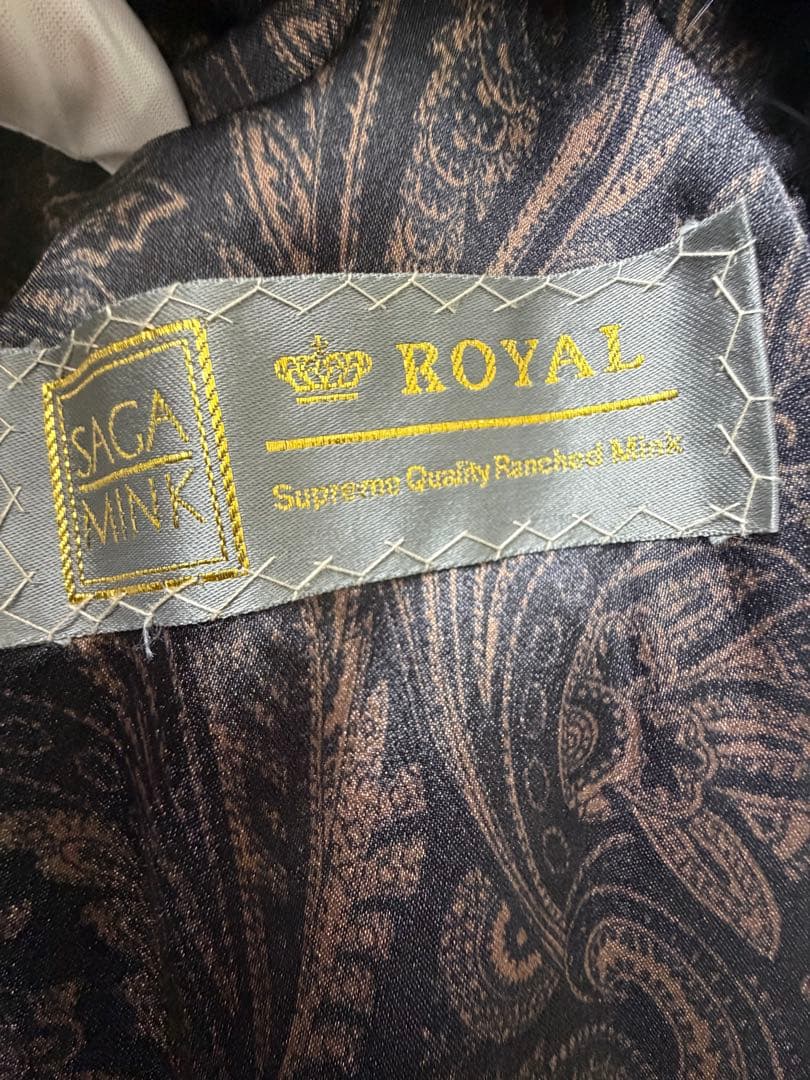 SAGA
MINK
ROYAL
Supreme Quality Ranched Mink